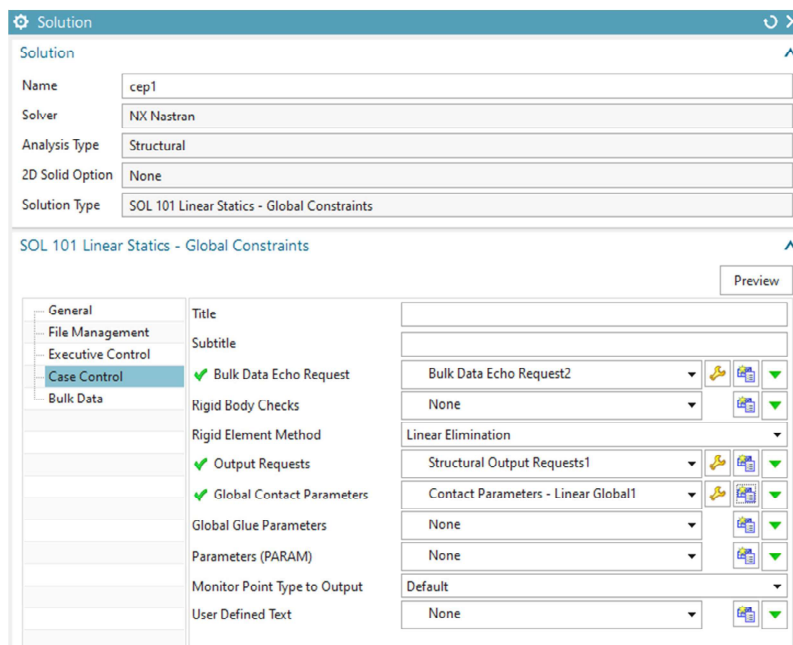 Solution
Solution
Name cep1
Solver NX Nastran
Analysis Type Structural
2D Solid Option None
Solution Type SOL 101 Linear Statics - Global Constraints
SOL 101 Linear Statics - Global Constraints
Preview
General
File Management
Executive Control
Case Control
Bulk Data
Title
Subtitle
Bulk Data Echo Request Bulk Data Echo Request2
Rigid Body Checks None
Rigid Element Method Linear Elimination
Output Requests Structural Output Requests1
Global Contact Parameters Contact Parameters - Linear Global1
Global Glue Parameters None
Parameters (PARAM) None
Monitor Point Type to Output Default
User Defined Text None